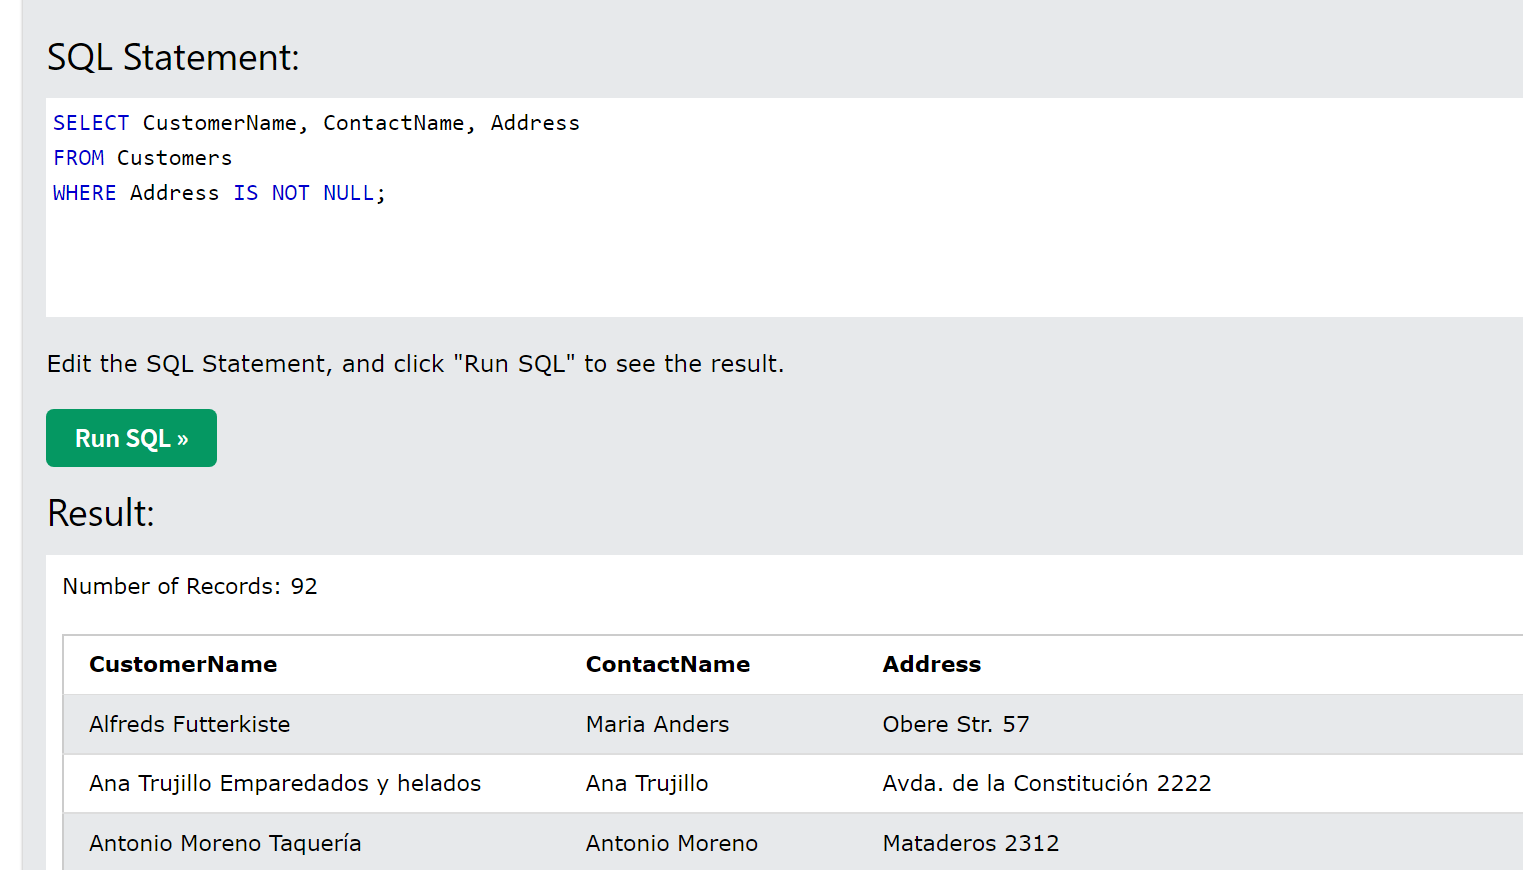 SQL Statement:
SELECT CustomerName, ContactName, Address
FROM Customers
WHERE Address IS NOT NULL;
Edit the SQL Statement, and click "Run SQL" to see the result.
Run SQL »
Result:
Number of Records: 92
CustomerName ContactName Address
Alfreds Futterkiste Maria Anders Obere Str. 57
Ana Trujillo Emparedados y helados Ana Trujillo Avda. de la Constitución 2222
Antonio Moreno Taquería Antonio Moreno Mataderos 2312